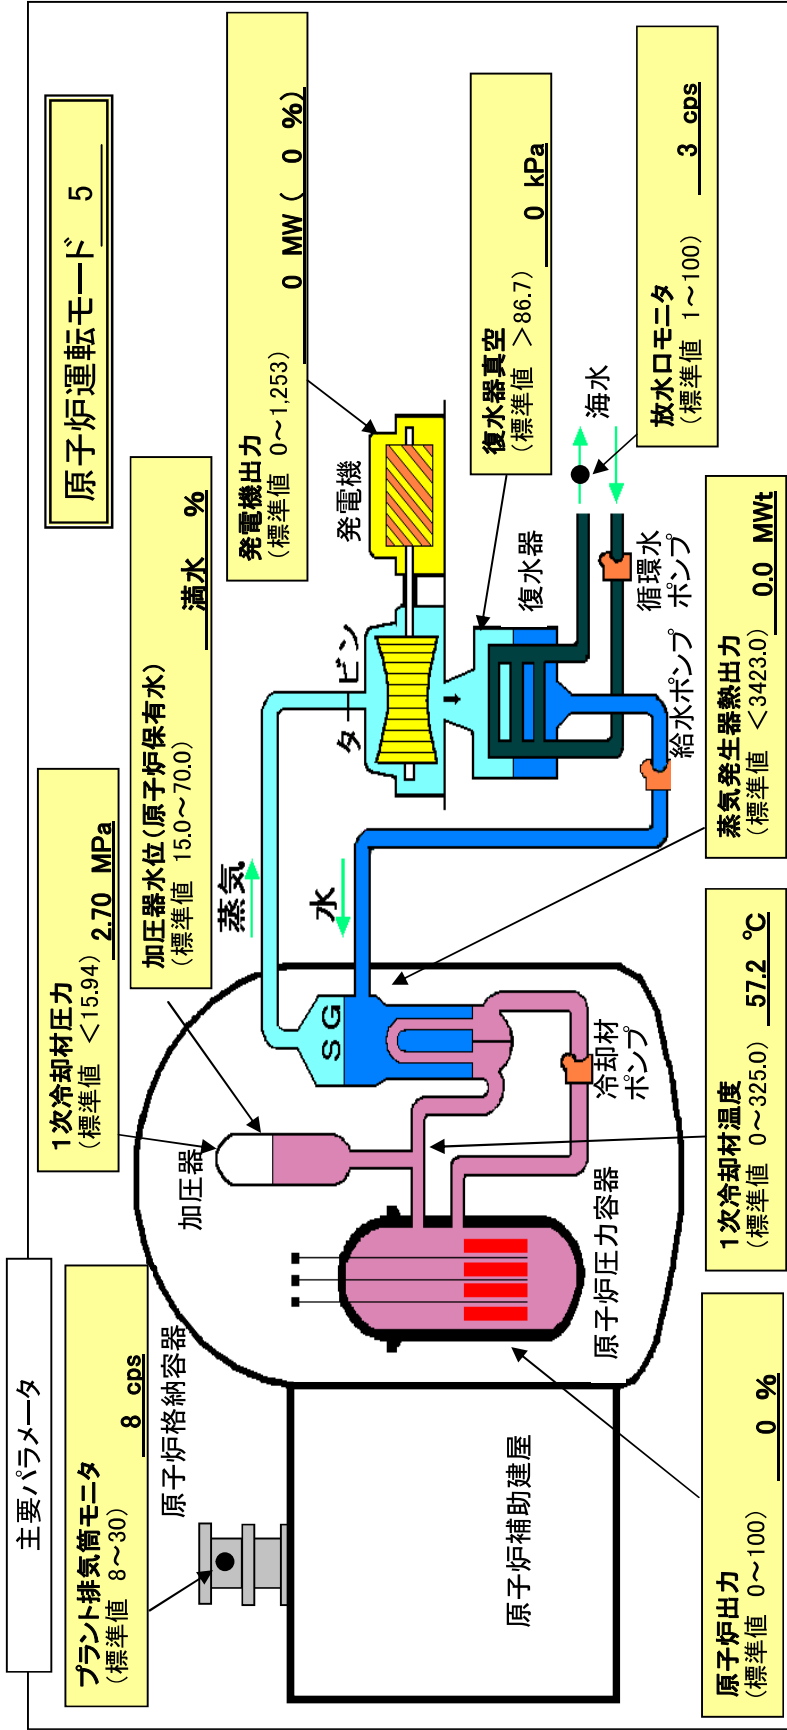 主要パラメータ
原子炉運転モード 5
プラント排気筒モニタ
(標準値 8～30) 8 cps
1次冷却材圧力
(標準値 ＜15.94) 2.70 MPa
加圧器水位(原子炉保有水)
(標準値 15.0～70.0) 満水 %
発電機出力
(標準値 0～1,253) 0 MW ( 0 %)
原子炉格納容器
加圧器
蒸気
水
SG
タービン
発電機
復水器真空
(標準値 ＞86.7) 0 kPa
復水器
海水
原子炉補助建屋
原子炉圧力容器
冷却材
ポンプ
給水ポンプ
循環水
ポンプ
放水口モニタ
(標準値 1～100) 3 cps
原子炉出力
(標準値 0～100) 0 %
1次冷却材温度
(標準値 0～325.0) 57.2 ℃
蒸気発生器熱出力
(標準値 ＜3423.0) 0.0 MWt